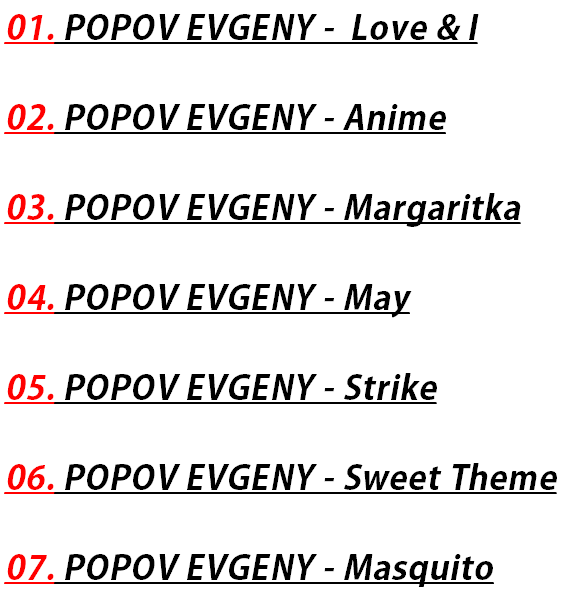 01. POPOV EVGENY - Love & I
02. POPOV EVGENY - Anime
03. POPOV EVGENY - Margaritka
04. POPOV EVGENY - May
05. POPOV EVGENY - Strike
06. POPOV EVGENY - Sweet Theme
07. POPOV EVGENY - Masquito